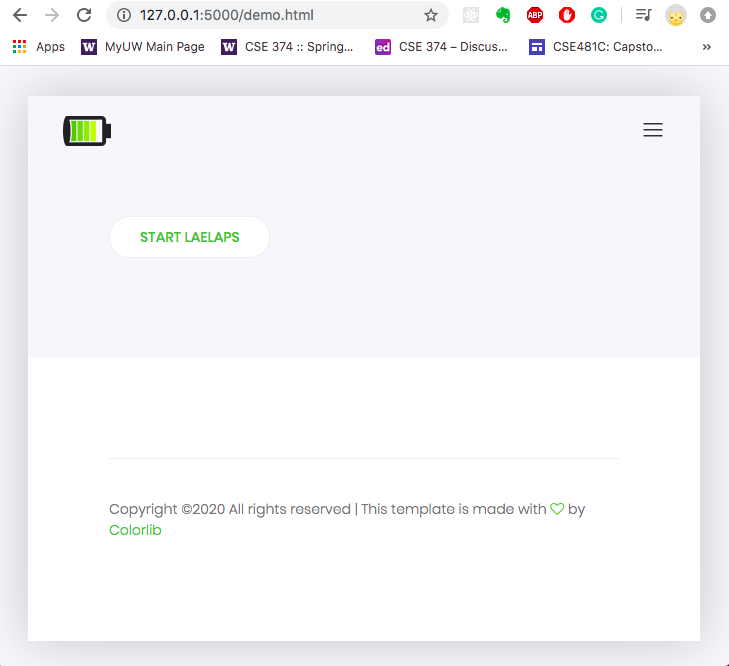 127.0.0.1:5000/demo.html
ABP
Apps W MyUW Main Page W CSE 374 :: Spring... ed CSE 374 – Discus... CSE481C: Capsto... »
START LAELAPS
Copyright ©2020 All rights reserved | This template is made with ♡ by
Colorlib